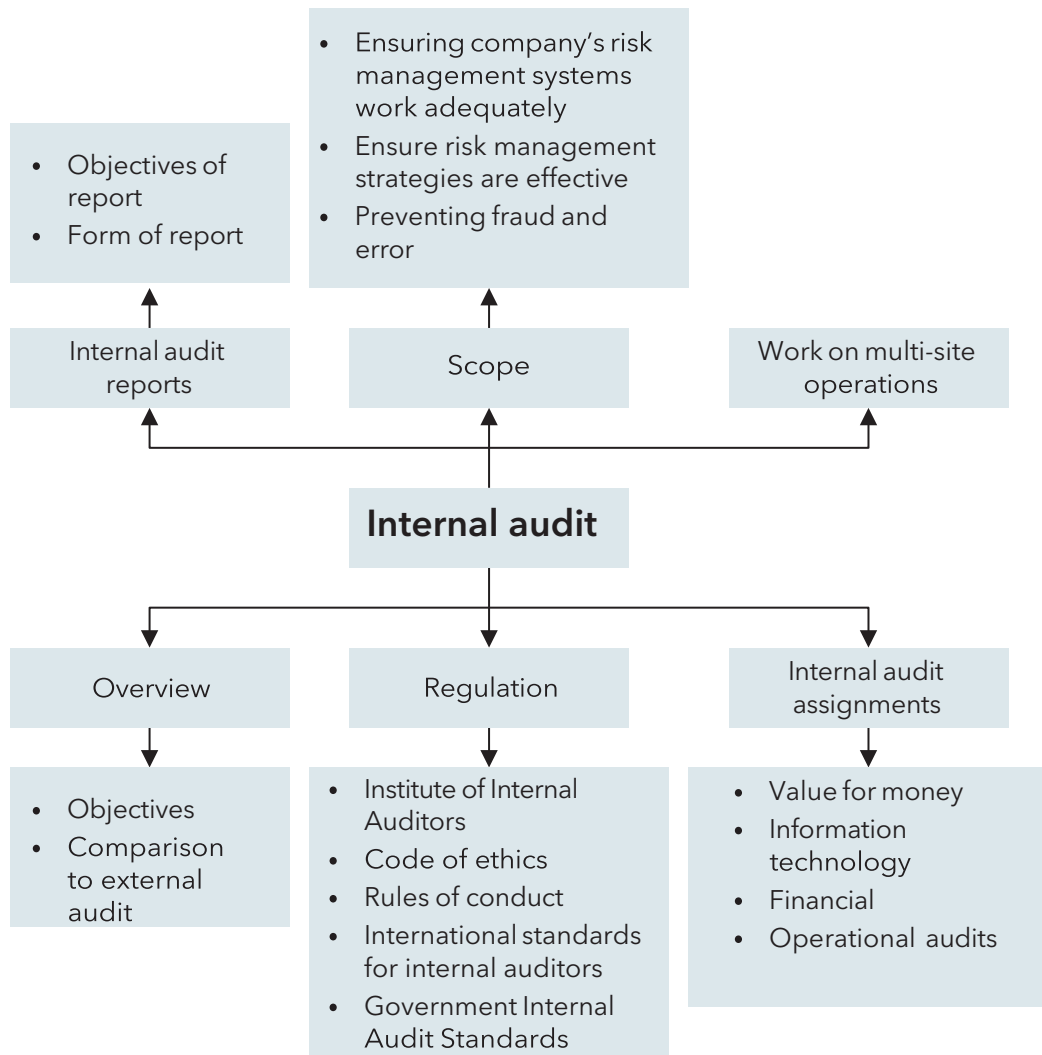 • Ensuring company’s risk
management systems
work adequately
• Ensure risk management
strategies are effective
• Preventing fraud and
error
• Objectives of
report
• Form of report
Internal audit
reports
Scope
Work on multi-site
operations
Internal audit
Overview
Regulation
Internal audit
assignments
• Objectives
• Comparison
to external
audit
• Institute of Internal
Auditors
• Code of ethics
• Rules of conduct
• International standards
for internal auditors
• Government Internal
Audit Standards
• Value for money
• Information
technology
• Financial
• Operational audits